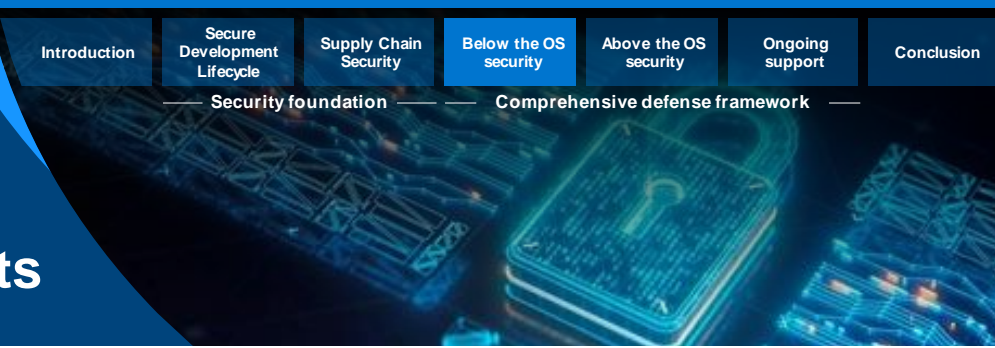 Introduction
Secure
Development
Lifecycle
Supply Chain
Security
Below the OS
security
Above the OS
security
Ongoing
support
Conclusion
Security foundation
Comprehensive defense framework
ts